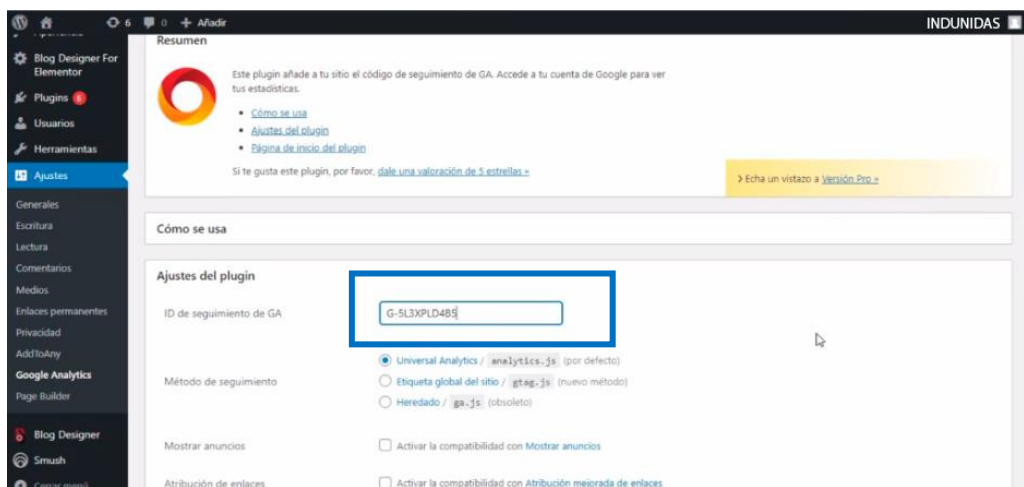 6 0 + Añadir INDUNIDAS
Blog Designer For
Elementor
Plugins 6
Usuarios
Herramientas
Ajustes
Generales
Escritura
Lectura
Comentarios
Medios
Enlaces permanentes
Privacidad
AddToAny
Google Analytics
Page Builder
Blog Designer
Smush
Cerrar menú
Resumen
Este plugin añade a tu sitio el código de seguimiento de GA. Accede a tu cuenta de Google para ver
tus estadísticas.
• Cómo se usa
• Ajustes del plugin
• Página de inicio del plugin
Si te gusta este plugin, por favor, dale una valoración de 5 estrellas »
Echa un vistazo a Versión Pro »
Cómo se usa
Ajustes del plugin
ID de seguimiento de GA G-5L3XPLD4B5
Método de seguimiento
Universal Analytics / analytics.js (por defecto)
Etiqueta global del sitio / gtag.js (nuevo método)
Heredado / ga.js (obsoleto)
Mostrar anuncios Activar la compatibilidad con Mostrar anuncios
Atribución de enlaces Activar la compatibilidad con Atribución mejorada de enlaces